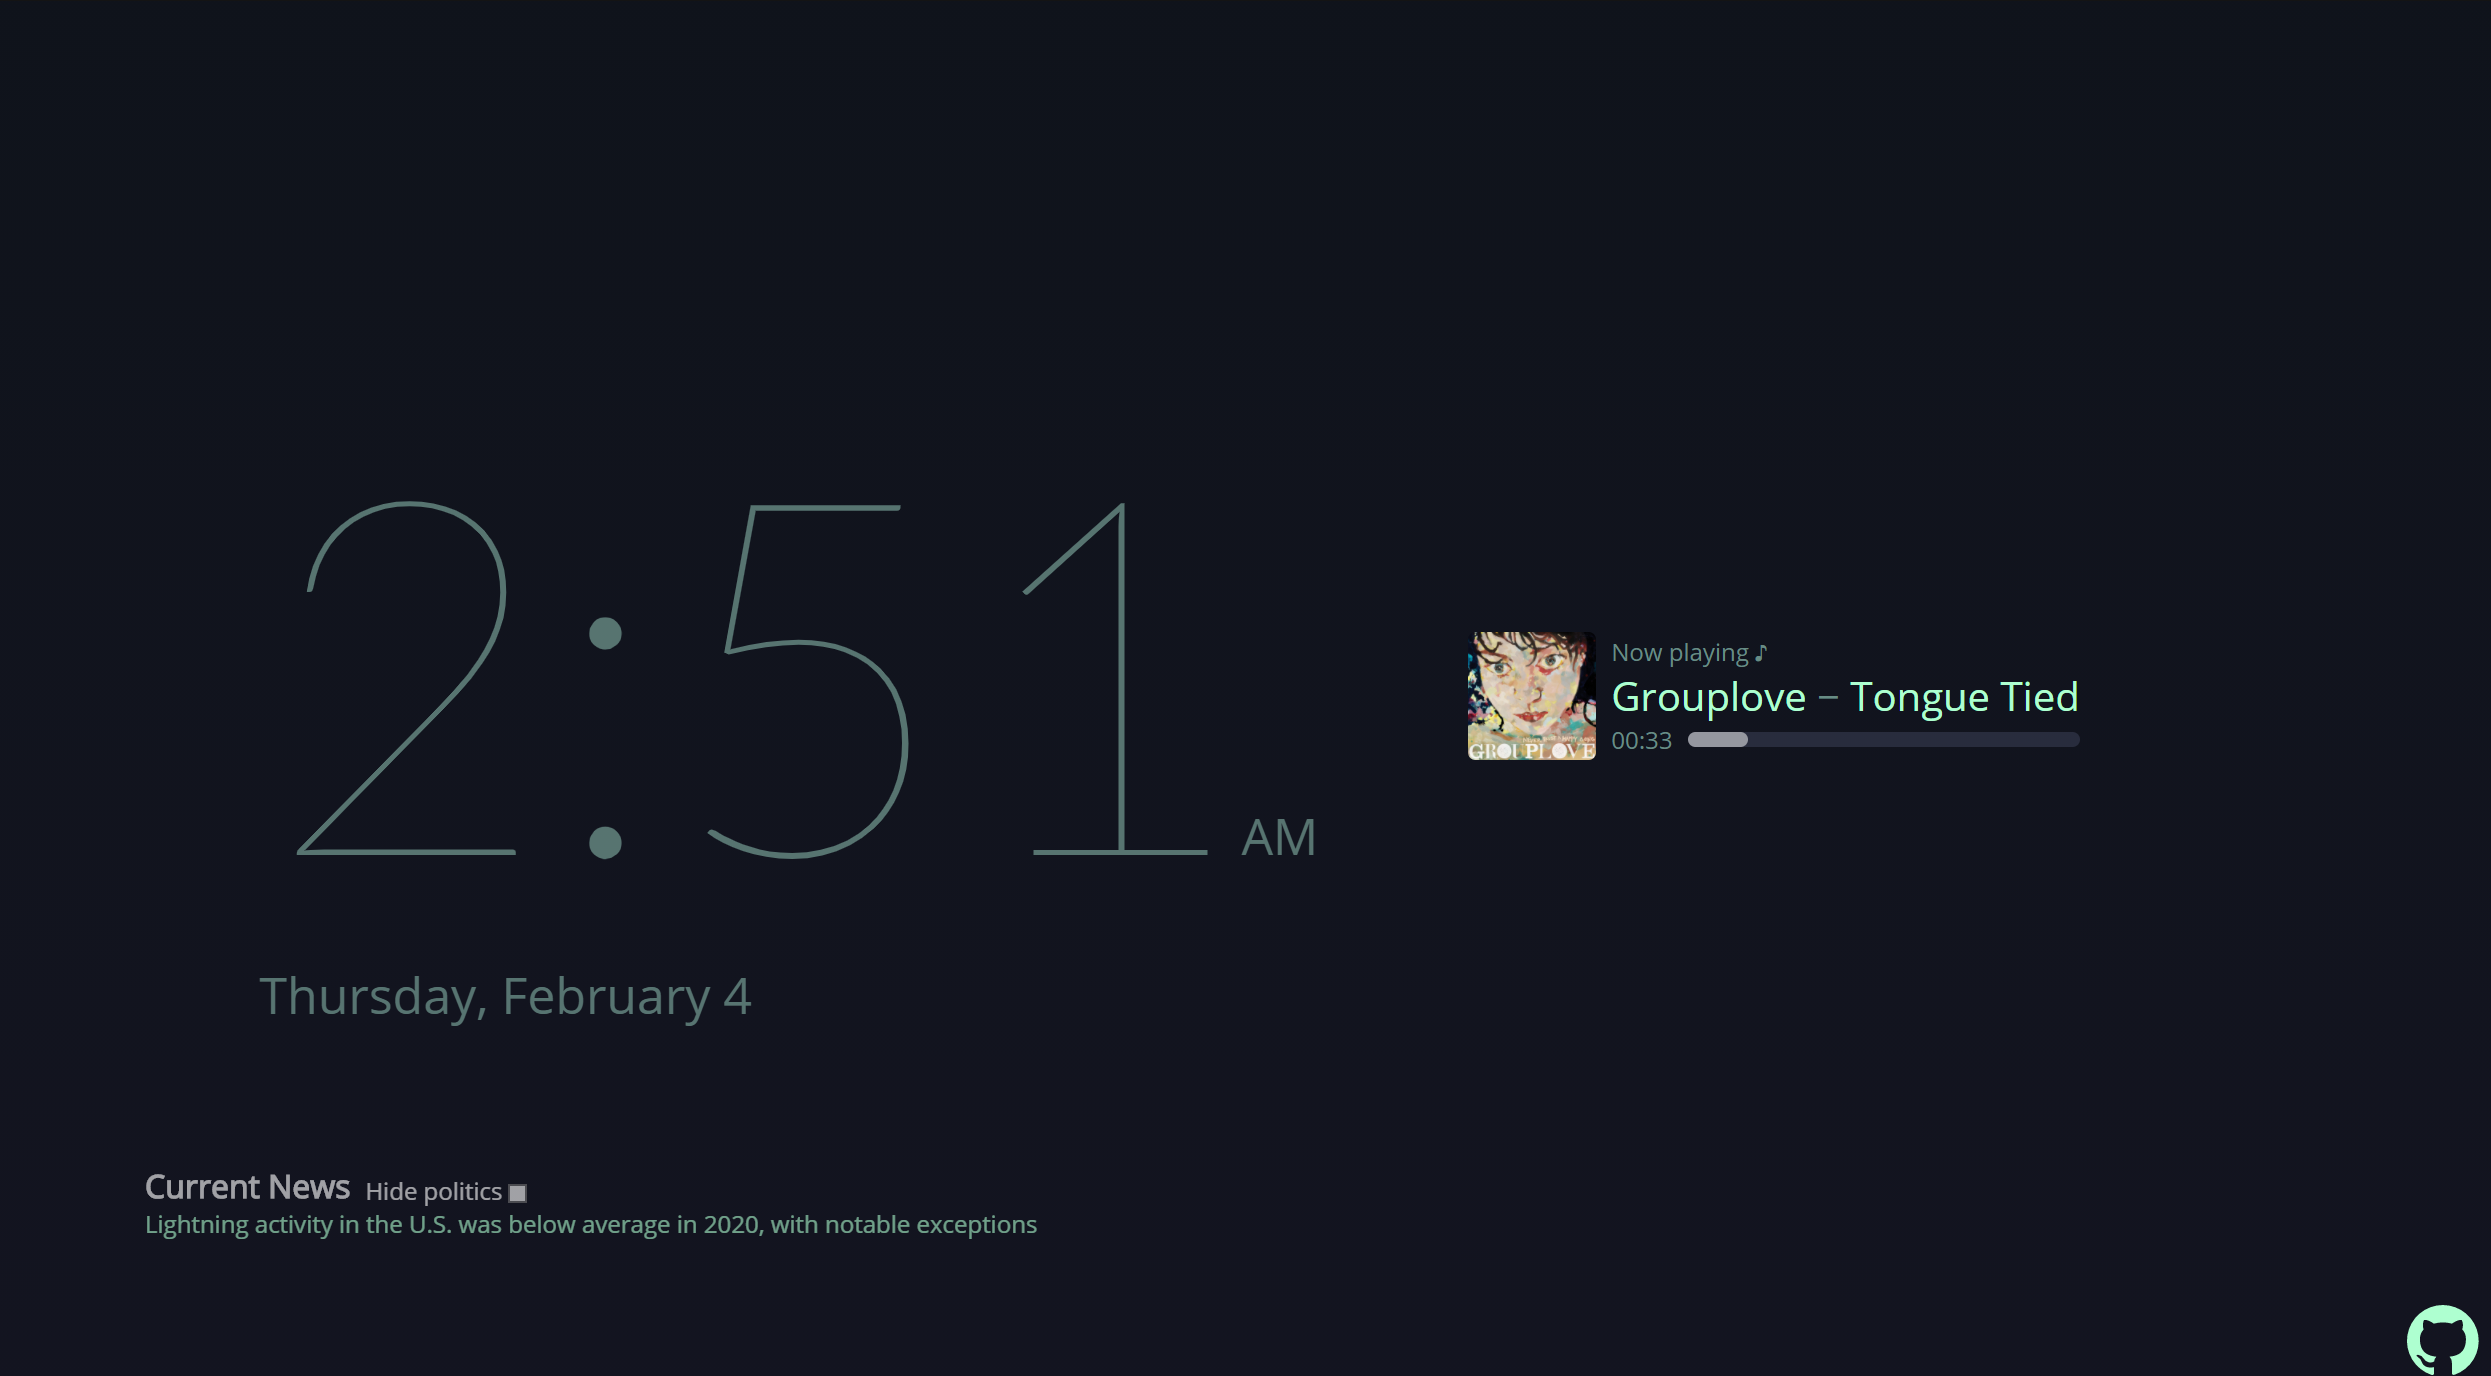 2:51 AM
Thursday, February 4
Now playing ♪
Grouplove – Tongue Tied
00:33
GROUPLOVE
Current News Hide politics
Lightning activity in the U.S. was below average in 2020, with notable exceptions